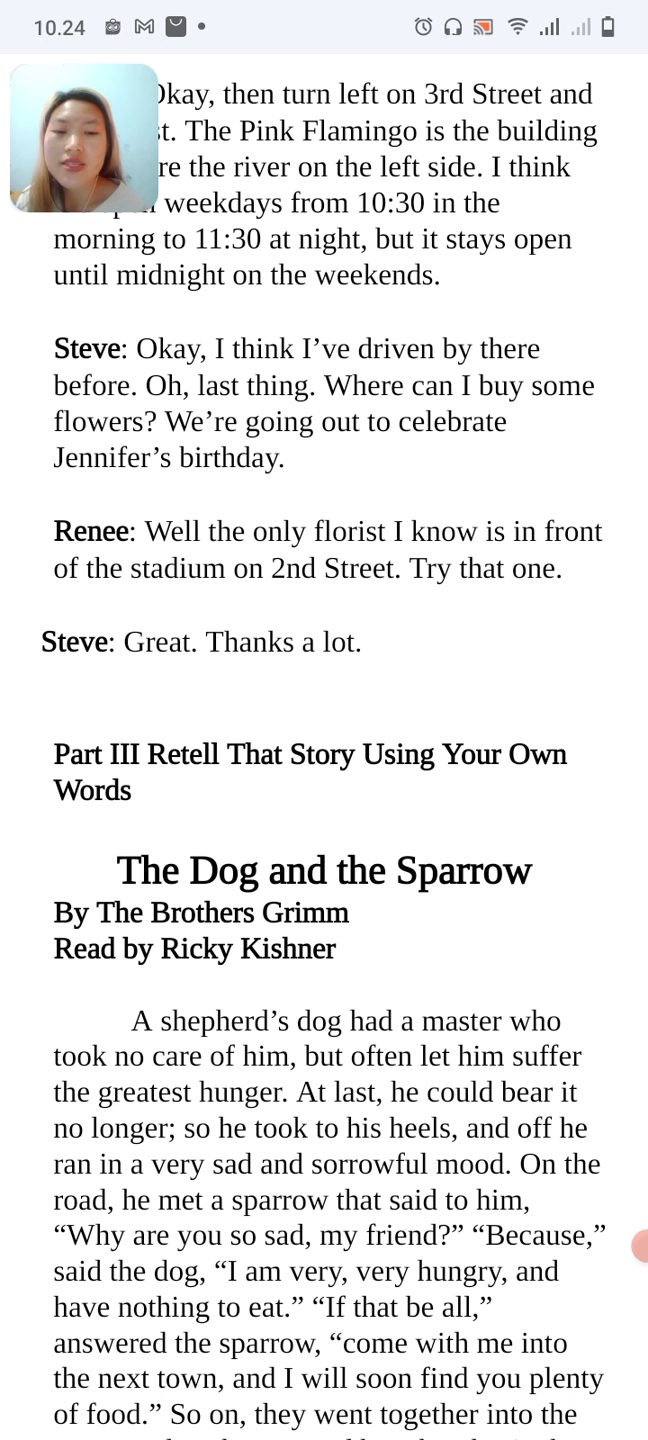 10.24
Okay, then turn left on 3rd Street and
st. The Pink Flamingo is the building
re the river on the left side. I think
weekdays from 10:30 in the
morning to 11:30 at night, but it stays open
until midnight on the weekends.
Steve: Okay, I think I’ve driven by there
before. Oh, last thing. Where can I buy some
flowers? We’re going out to celebrate
Jennifer’s birthday.
Renee: Well the only florist I know is in front
of the stadium on 2nd Street. Try that one.
Steve: Great. Thanks a lot.
Part III Retell That Story Using Your Own
Words
The Dog and the Sparrow
By The Brothers Grimm
Read by Ricky Kishner
A shepherd’s dog had a master who
took no care of him, but often let him suffer
the greatest hunger. At last, he could bear it
no longer; so he took to his heels, and off he
ran in a very sad and sorrowful mood. On the
road, he met a sparrow that said to him,
“Why are you so sad, my friend?” “Because,”
said the dog, “I am very, very hungry, and
have nothing to eat.” “If that be all,”
answered the sparrow, “come with me into
the next town, and I will soon find you plenty
of food.” So on, they went together into the